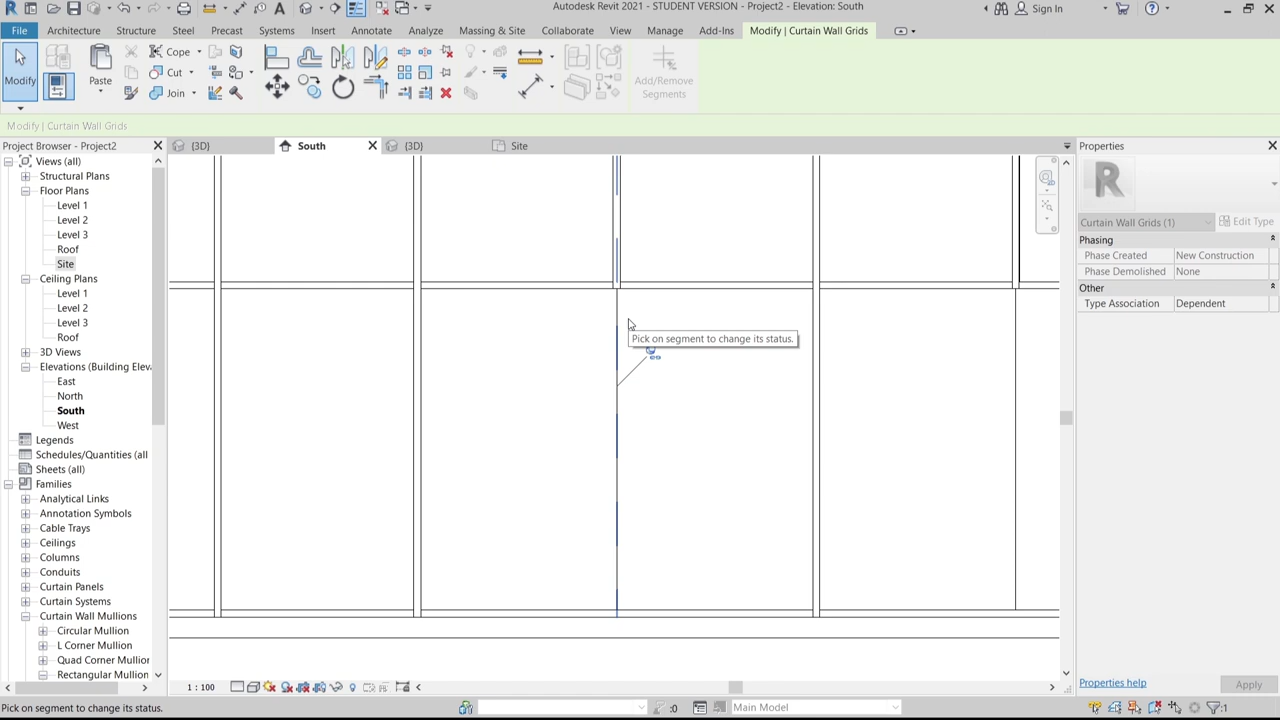 Autodesk Revit 2021 - STUDENT VERSION - Project2 - Elevation: South
Sign In
File Architecture Structure Steel Precast Systems Insert Annotate Analyze Massing & Site Collaborate View Manage Add-Ins Modify | Curtain Wall Grids
Modify
Paste
Cope
Cut
Join
Add/Remove
Segments
Modify | Curtain Wall Grids
Project Browser - Project2
{3D}
South
{3D}
Site
Properties
Views (all)
Structural Plans
Floor Plans
Level 1
Level 2
Level 3
Roof
Site
Ceiling Plans
Level 1
Level 2
Level 3
Roof
3D Views
Elevations (Building Elev
East
North
South
West
Legends
Schedules/Quantities (all
Sheets (all)
Families
Analytical Links
Annotation Symbols
Cable Trays
Ceilings
Columns
Conduits
Curtain Panels
Curtain Systems
Curtain Wall Mullions
Circular Mullion
L Corner Mullion
Quad Corner Mullior
Rectangular Mullion
Pick on segment to change its status.
Curtain Wall Grids (1)
Edit Type
Phasing
Phase Created New Construction
Phase Demolished None
Other
Type Association Dependent
Properties help
Apply
1 : 100
Pick on segment to change its status.
:0
Main Model
:1